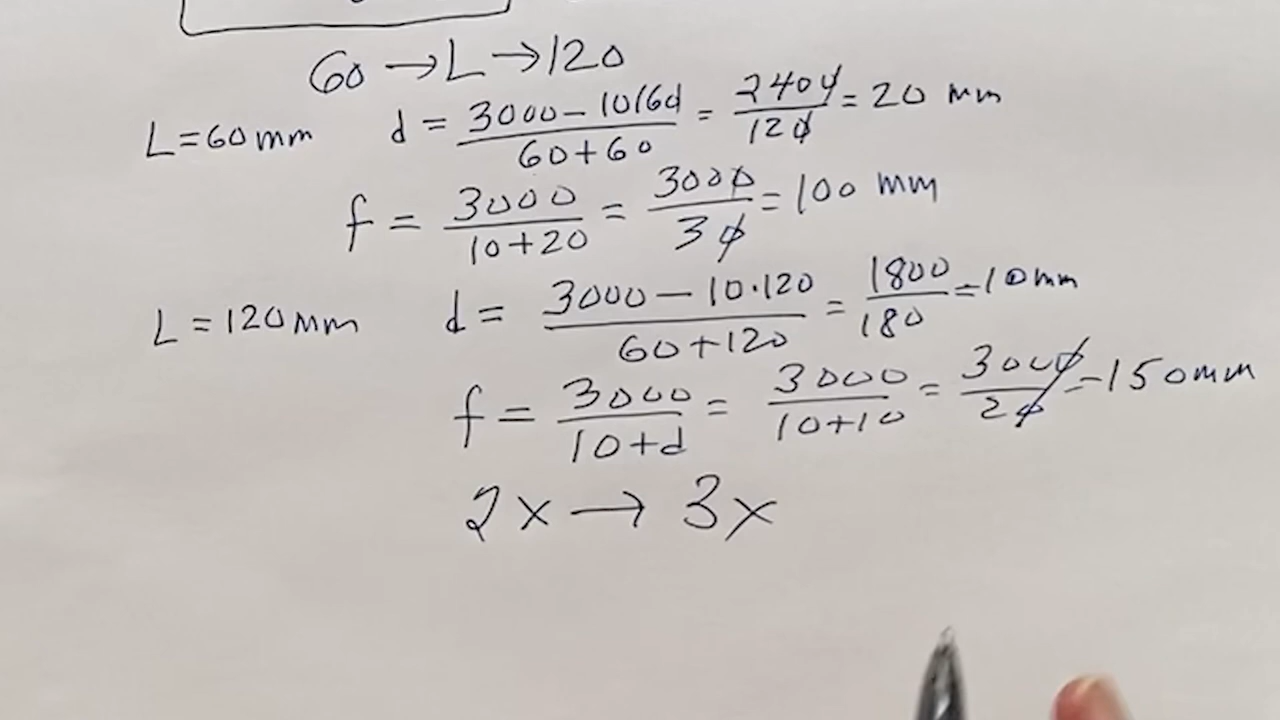 60 → L → 120
L = 60 mm d = (3000 - 10(60)) / (60 + 60) = 2400 / 120 = 20 mm
f = 3000 / (10 + 20) = 3000 / 30 = 100 mm
L = 120 mm d = (3000 - 10·120) / (60 + 120) = 1800 / 180 = 10 mm
f = 3000 / (10 + d) = 3000 / (10 + 10) = 3000 / 20 = 150 mm
2x → 3x